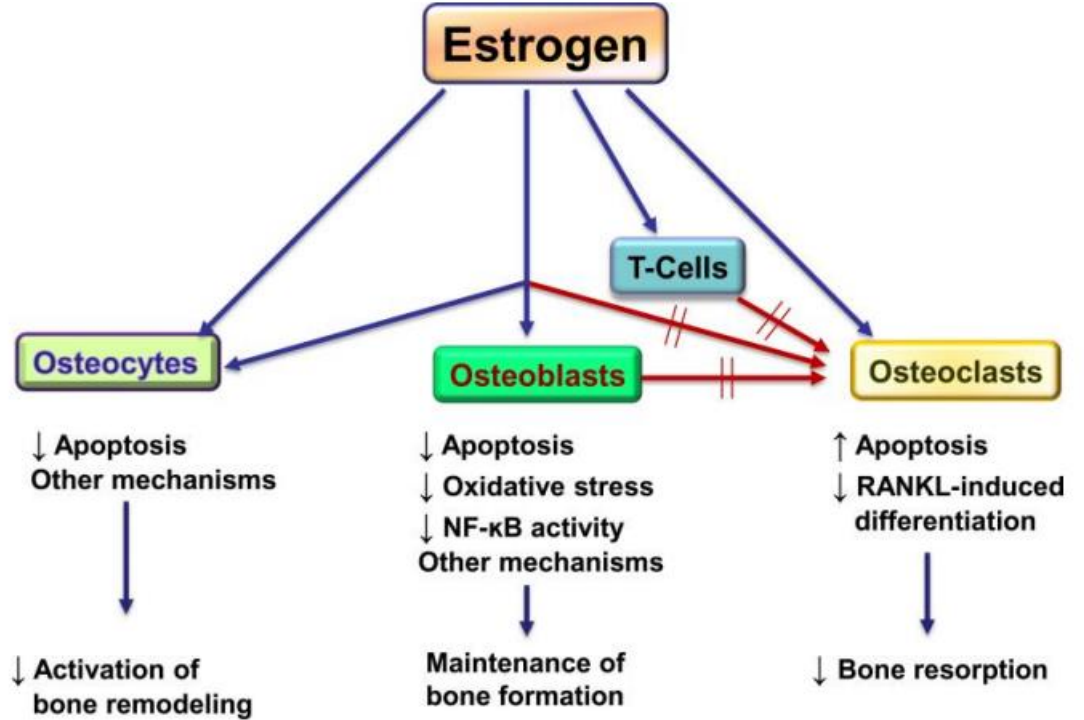 Estrogen
T-Cells
Osteocytes
Osteoblasts
Osteoclasts
↓ Apoptosis
Other mechanisms
↓ Activation of
bone remodeling
↓ Apoptosis
↓ Oxidative stress
↓ NF-κB activity
Other mechanisms
Maintenance of
bone formation
↑ Apoptosis
↓ RANKL-induced
differentiation
↓ Bone resorption